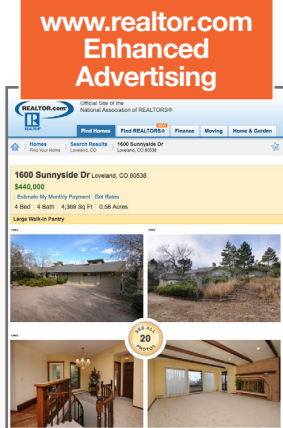 www.realtor.com
Enhanced
Advertising
REALTOR.com®
Official Site of the
National Association of REALTORS®
REALTOR
Find Homes
Find REALTORS®
Finance
Moving
Home & Garden
Homes
Find Your Home
Search Results
Loveland, CO
1600 Sunnyside Dr
Loveland, CO 80538
1600 Sunnyside Dr Loveland, CO 80538
$440,000
Estimate My Monthly Payment Get Rates
4 Bed 4 Bath 4,369 Sq Ft 0.58 Acres
Large Walk-in Pantry
SEE ALL
20
PHOTOS